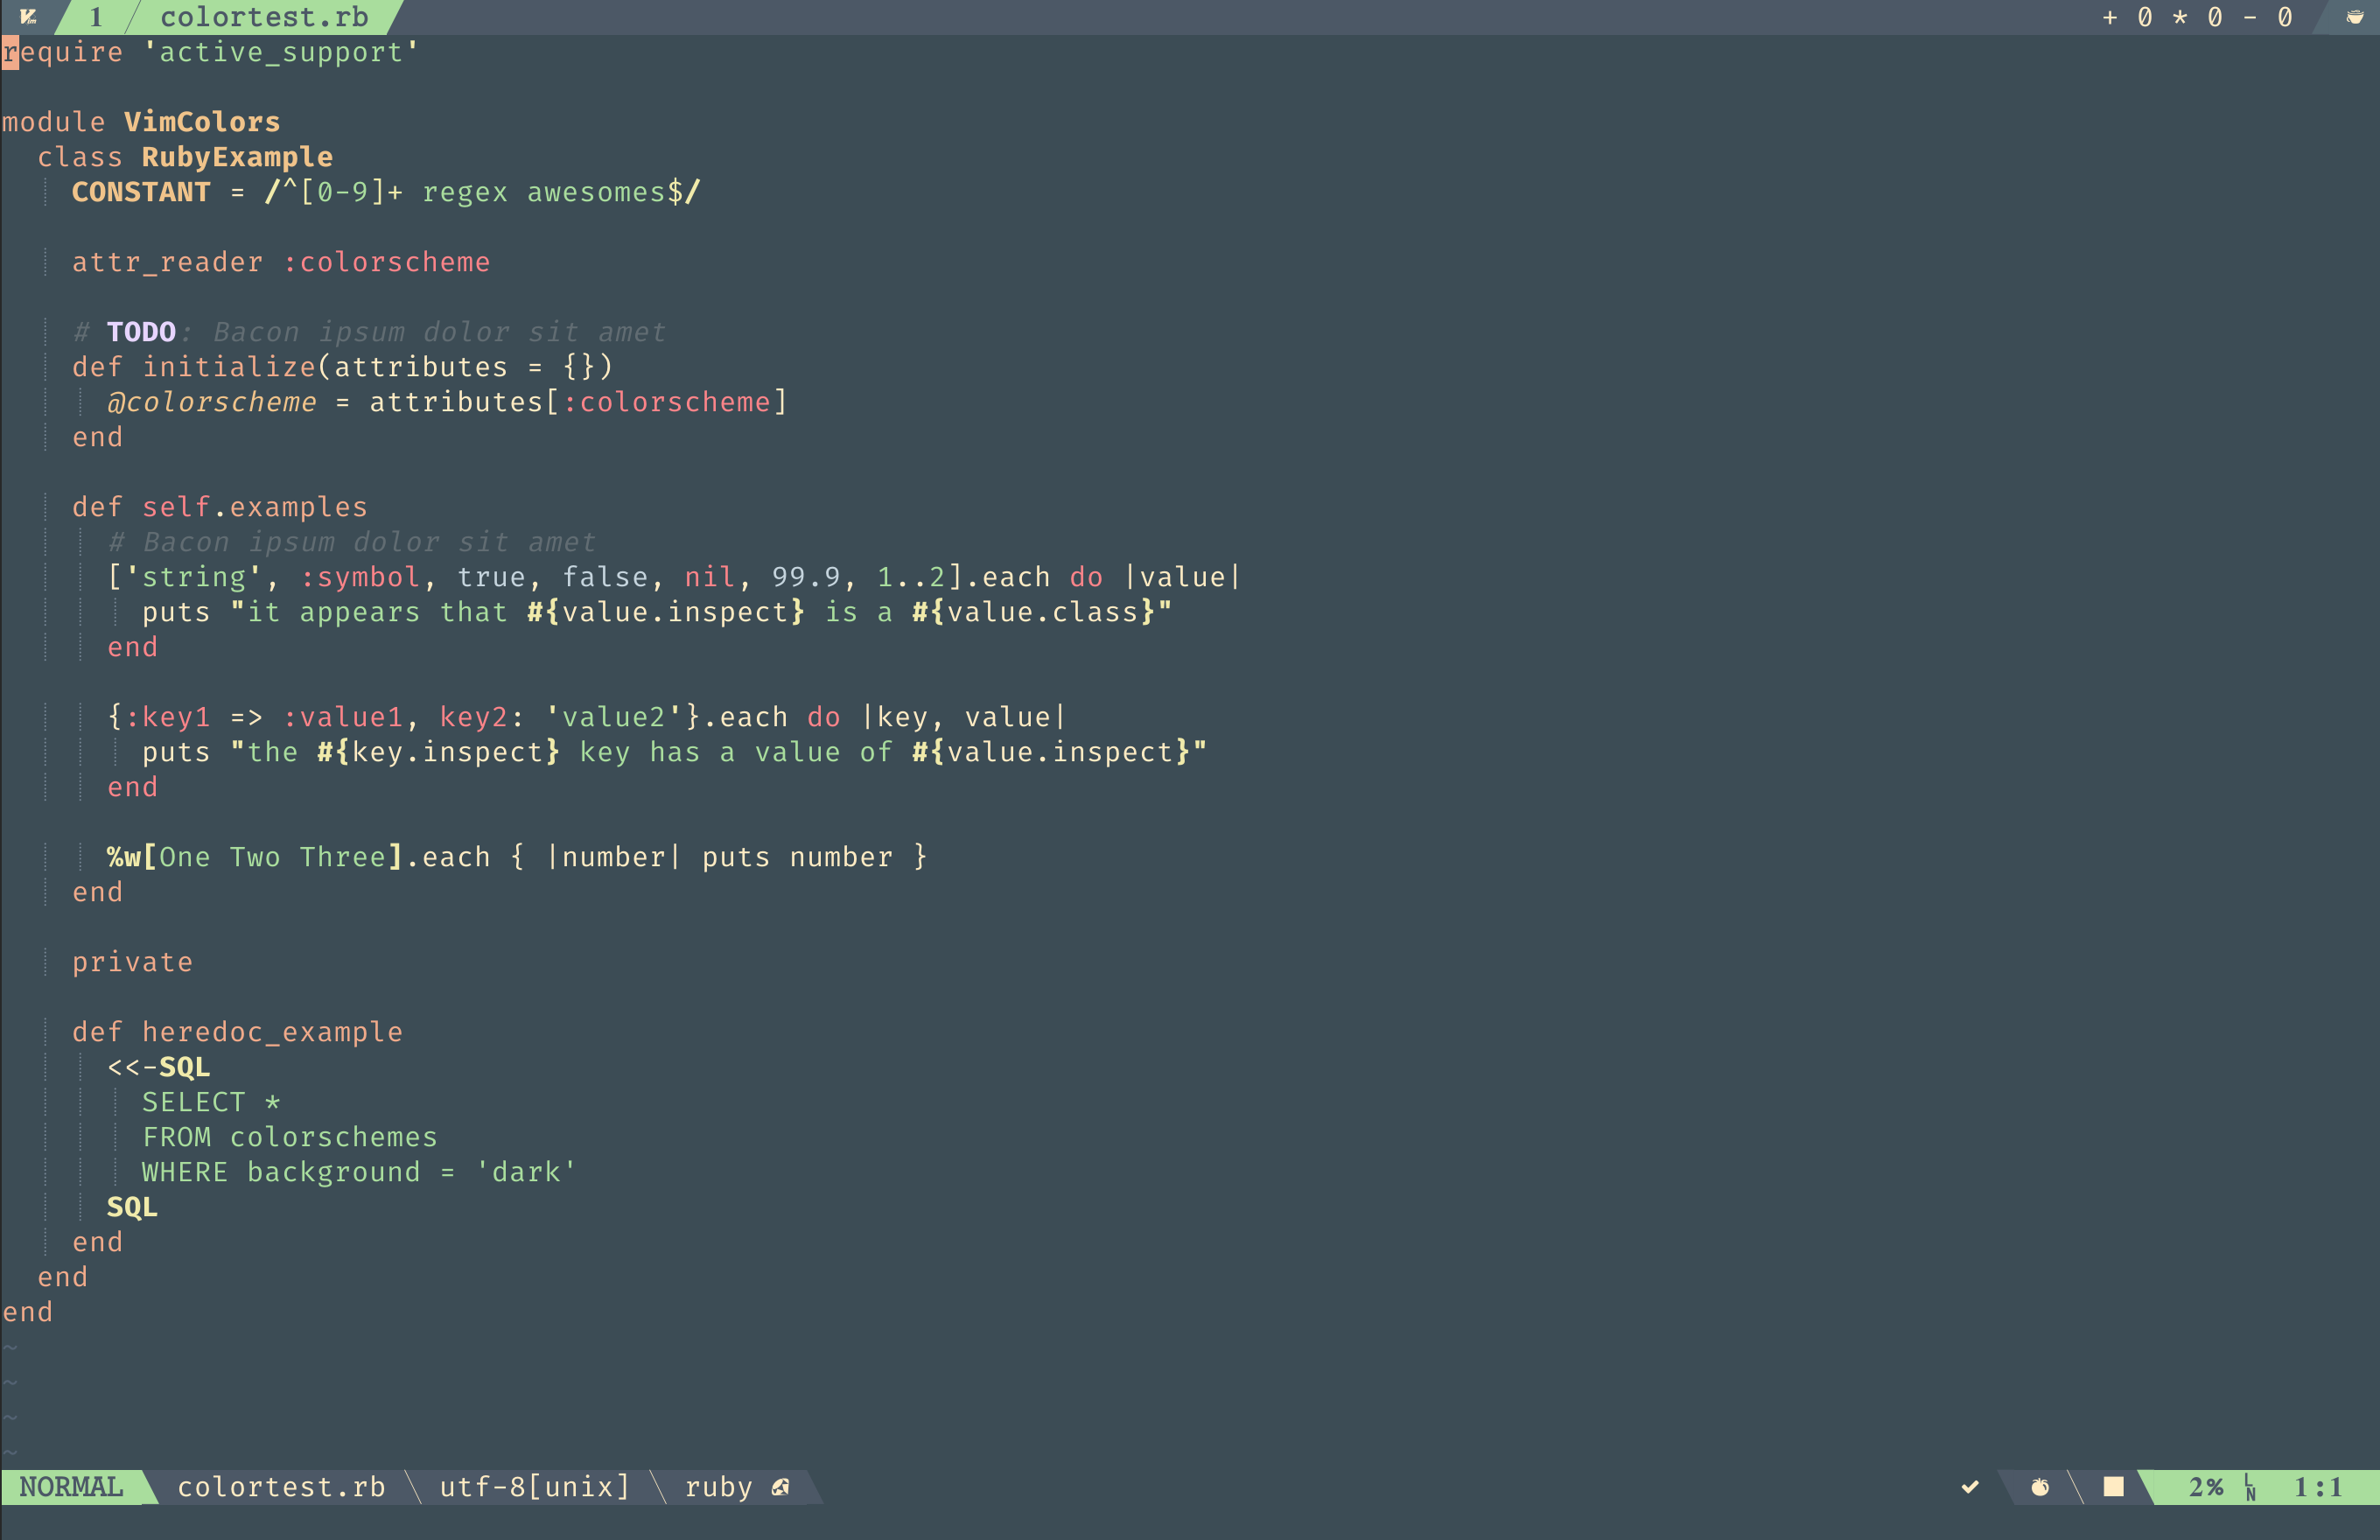 Vim 1 colortest.rb + 0 * 0 - 0
require 'active_support'

module VimColors
  class RubyExample
    CONSTANT = /^[0-9]+ regex awesomes$/

    attr_reader :colorscheme

    # TODO: Bacon ipsum dolor sit amet
    def initialize(attributes = {})
      @colorscheme = attributes[:colorscheme]
    end

    def self.examples
      # Bacon ipsum dolor sit amet
      ['string', :symbol, true, false, nil, 99.9, 1..2].each do |value|
        puts "it appears that #{value.inspect} is a #{value.class}"
      end

      {:key1 => :value1, key2: 'value2'}.each do |key, value|
        puts "the #{key.inspect} key has a value of #{value.inspect}"
      end

      %w[One Two Three].each { |number| puts number }
    end

    private

    def heredoc_example
      <<-SQL
        SELECT *
        FROM colorschemes
        WHERE background = 'dark'
      SQL
    end
  end
end
~
~
~
~
NORMAL colortest.rb utf-8[unix] ruby 2% LN 1:1